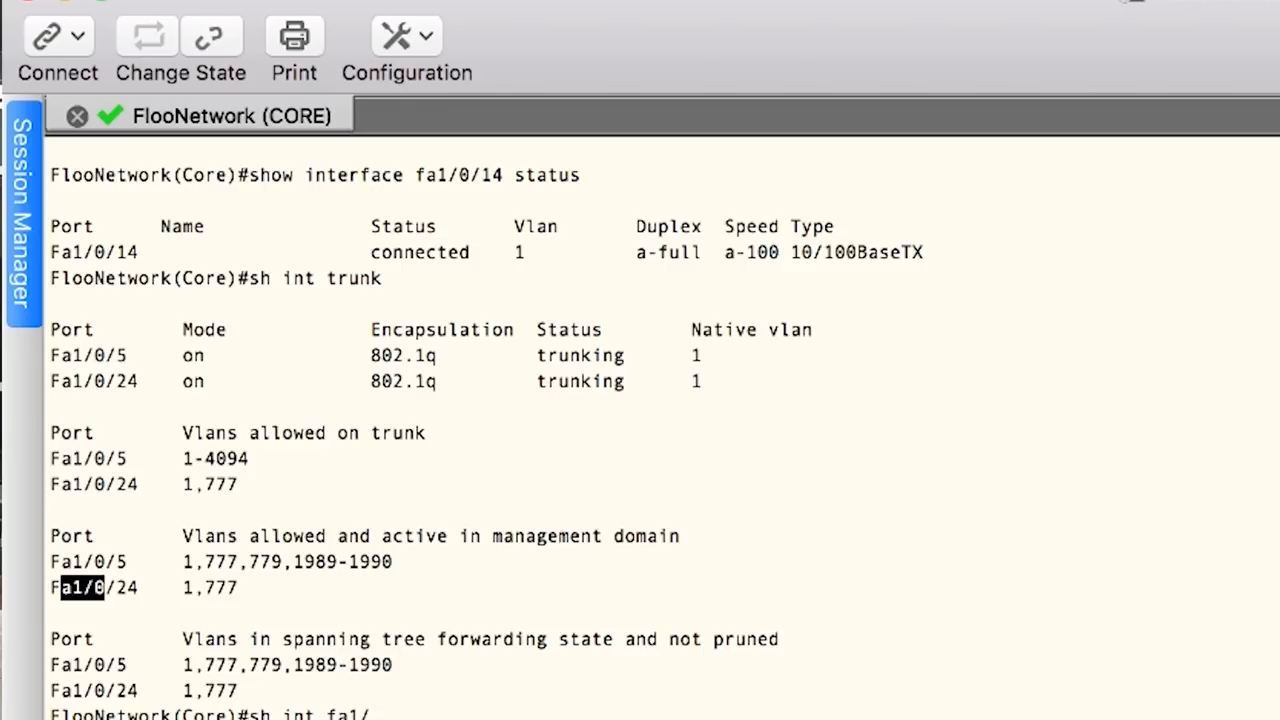 Connect Change State Print Configuration
FlooNetwork (CORE)
Session Manager
FlooNetwork(Core)#show interface fa1/0/14 status
Port Name Status Vlan Duplex Speed Type
Fa1/0/14 connected 1 a-full a-100 10/100BaseTX
FlooNetwork(Core)#sh int trunk
Port Mode Encapsulation Status Native vlan
Fa1/0/5 on 802.1q trunking 1
Fa1/0/24 on 802.1q trunking 1
Port Vlans allowed on trunk
Fa1/0/5 1-4094
Fa1/0/24 1,777
Port Vlans allowed and active in management domain
Fa1/0/5 1,777,779,1989-1990
Fa1/0/24 1,777
Port Vlans in spanning tree forwarding state and not pruned
Fa1/0/5 1,777,779,1989-1990
Fa1/0/24 1,777
FlooNetwork(Core)#sh int fa1/